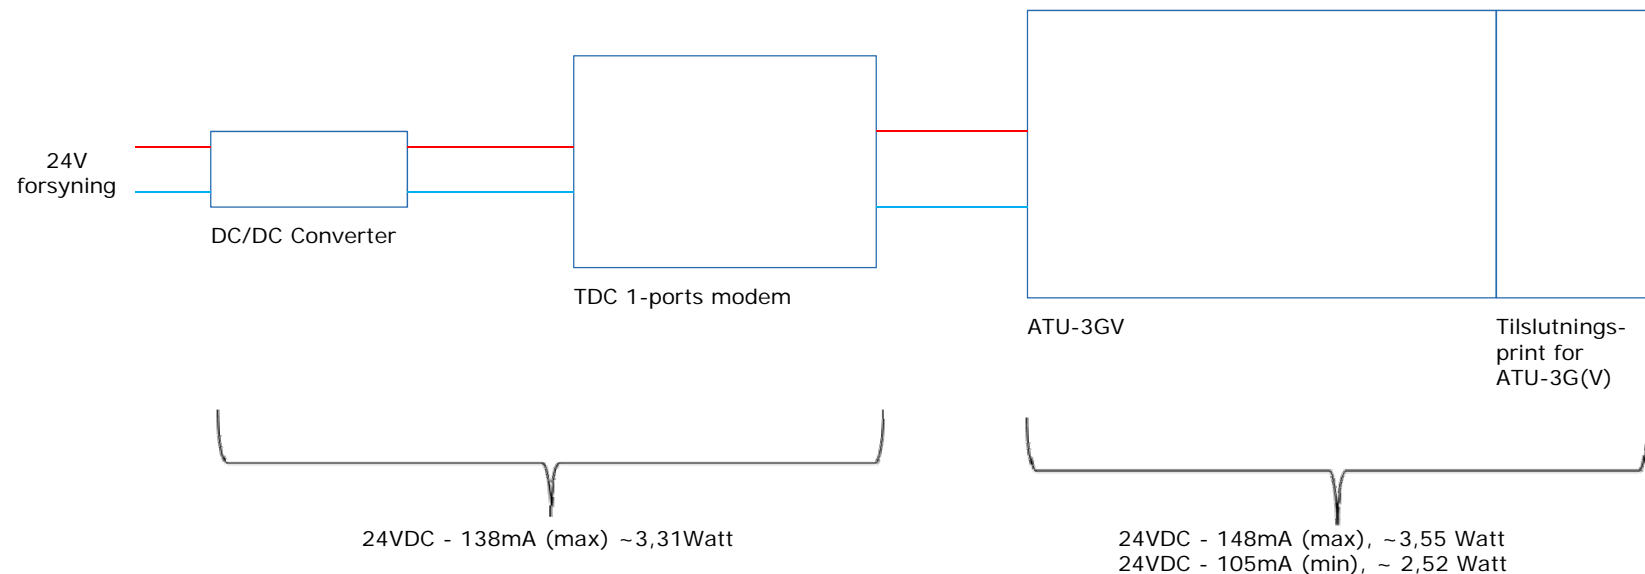 24V
forsyning
DC/DC Converter
TDC 1-ports modem
ATU-3GV
Tilslutnings-
print for
ATU-3G(V)
24VDC - 138mA (max) ~3,31Watt
24VDC - 148mA (max), ~3,55 Watt
24VDC - 105mA (min), ~ 2,52 Watt